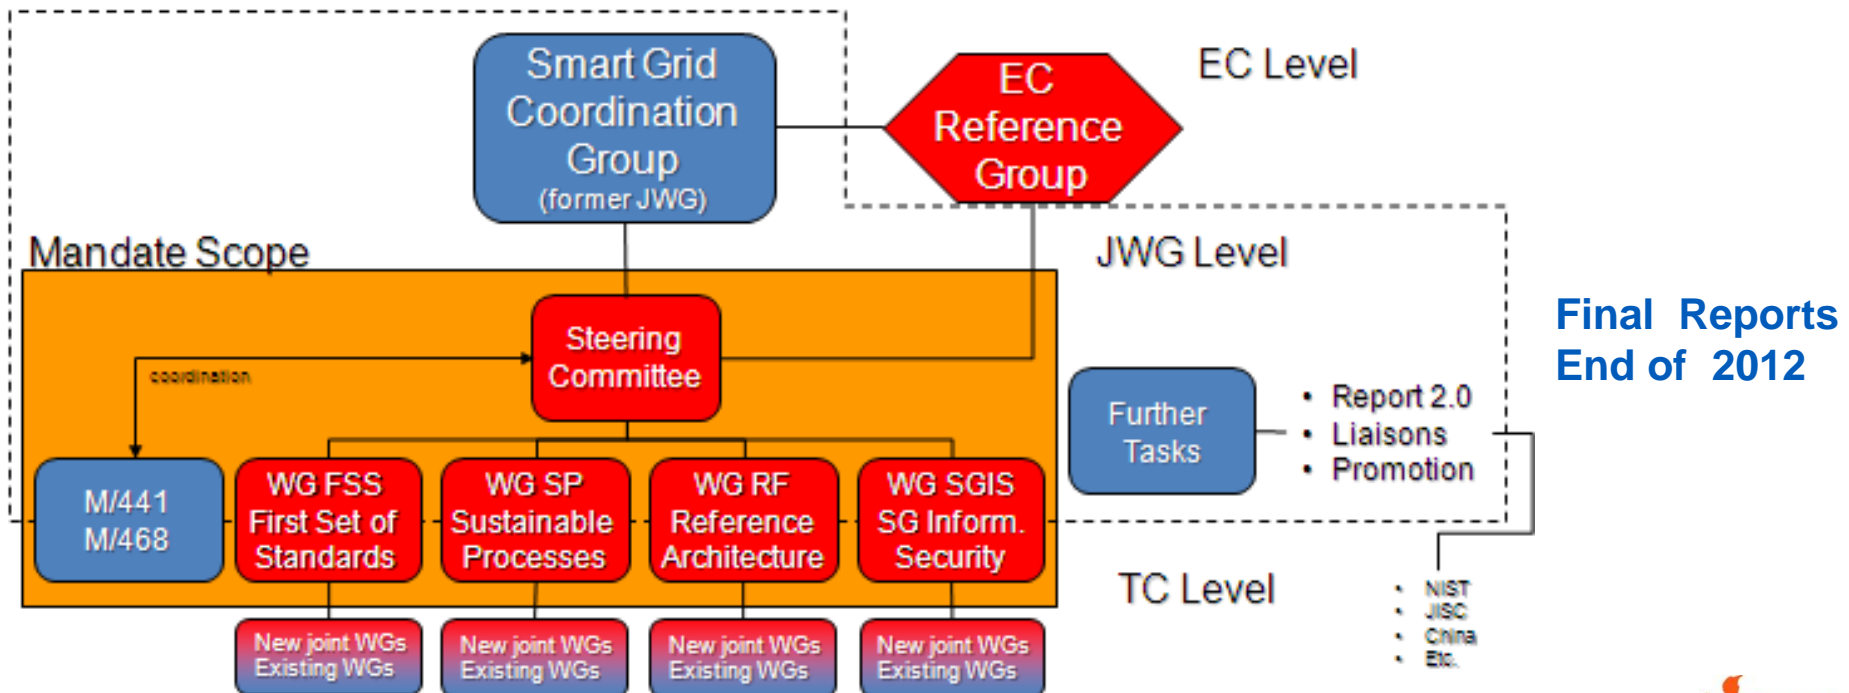 Smart Grid
Coordination
Group
(former JWG)
EC
Reference
Group
EC Level
Mandate Scope
JWG Level
Steering
Committee
coordination
Final Reports
End of 2012
Further
Tasks
• Report 2.0
• Liaisons
• Promotion
M/441
M/468
WG FSS
First Set of
Standards
WG SP
Sustainable
Processes
WG RF
Reference
Architecture
WG SGIS
SG Inform.
Security
TC Level
• NIST
• JISC
• China
• Etc.
New joint WGs
Existing WGs
New joint WGs
Existing WGs
New joint WGs
Existing WGs
New joint WGs
Existing WGs